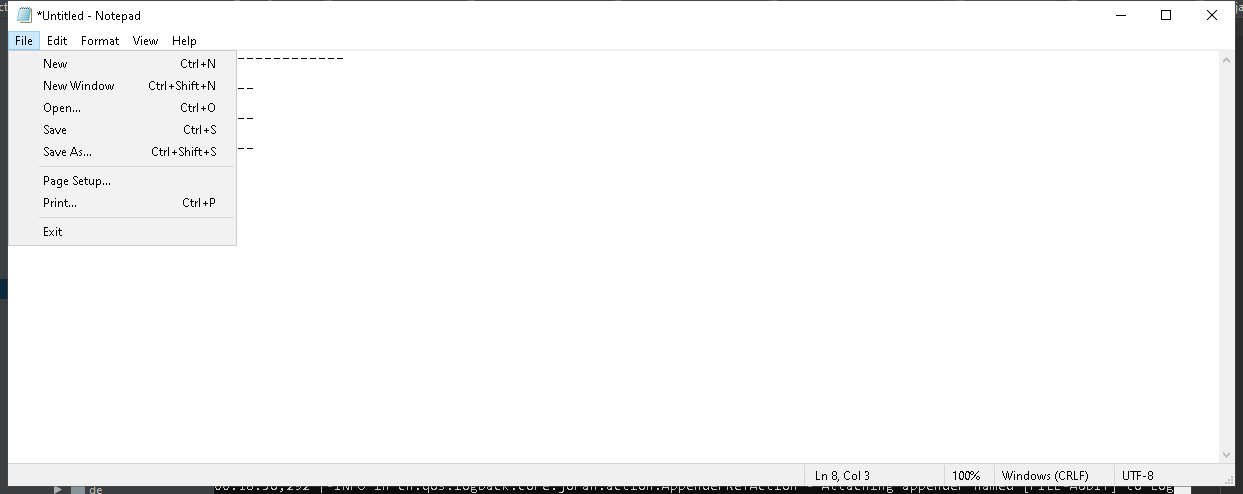 *Untitled - Notepad
File Edit Format View Help
New Ctrl+N
New Window Ctrl+Shift+N
Open... Ctrl+O
Save Ctrl+S
Save As... Ctrl+Shift+S
Page Setup...
Print... Ctrl+P
Exit
------------
--
--
--
Ln 8, Col 3 100% Windows (CRLF) UTF-8
de